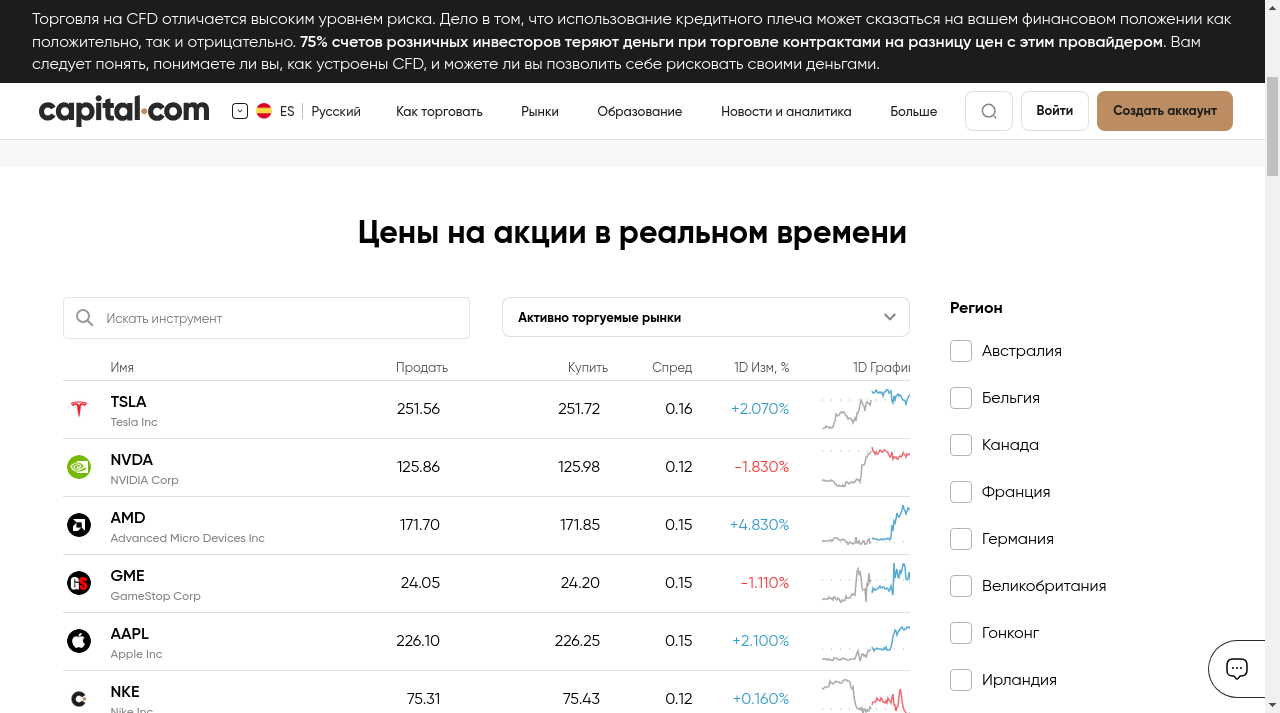 Торговля на CFD отличается высоким уровнем риска. Дело в том, что использование кредитного плеча может сказаться на вашем финансовом положении как
положительно, так и отрицательно. 75% счетов розничных инвесторов теряют деньги при торговле контрактами на разницу цен с этим провайдером. Вам
следует понять, понимаете ли вы, как устроены CFD, и можете ли вы позволить себе рисковать своими деньгами.
capital.com ES Русский Как торговать Рынки Образование Новости и аналитика Больше Войти Создать аккаунт
Цены на акции в реальном времени
Искать инструмент
Активно торгуемые рынки
Имя Продать Купить Спред 1D Изм, % 1D График
TSLA 251.56 251.72 0.16 +2.070%
Tesla Inc
NVDA 125.86 125.98 0.12 -1.830%
NVIDIA Corp
AMD 171.70 171.85 0.15 +4.830%
Advanced Micro Devices Inc
GME 24.05 24.20 0.15 -1.110%
GameStop Corp
AAPL 226.10 226.25 0.15 +2.100%
Apple Inc
NKE 75.31 75.43 0.12 +0.160%
Nike Inc
Регион
Австралия
Бельгия
Канада
Франция
Германия
Великобритания
Гонконг
Ирландия